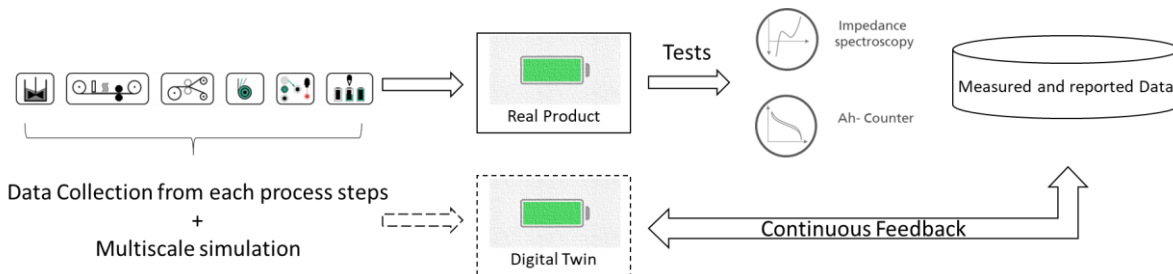 Impedance
spectroscopy
Tests
Measured and reported Data
Real Product
Ah- Counter
Data Collection from each process steps
+
Multiscale simulation
Continuous Feedback
Digital Twin